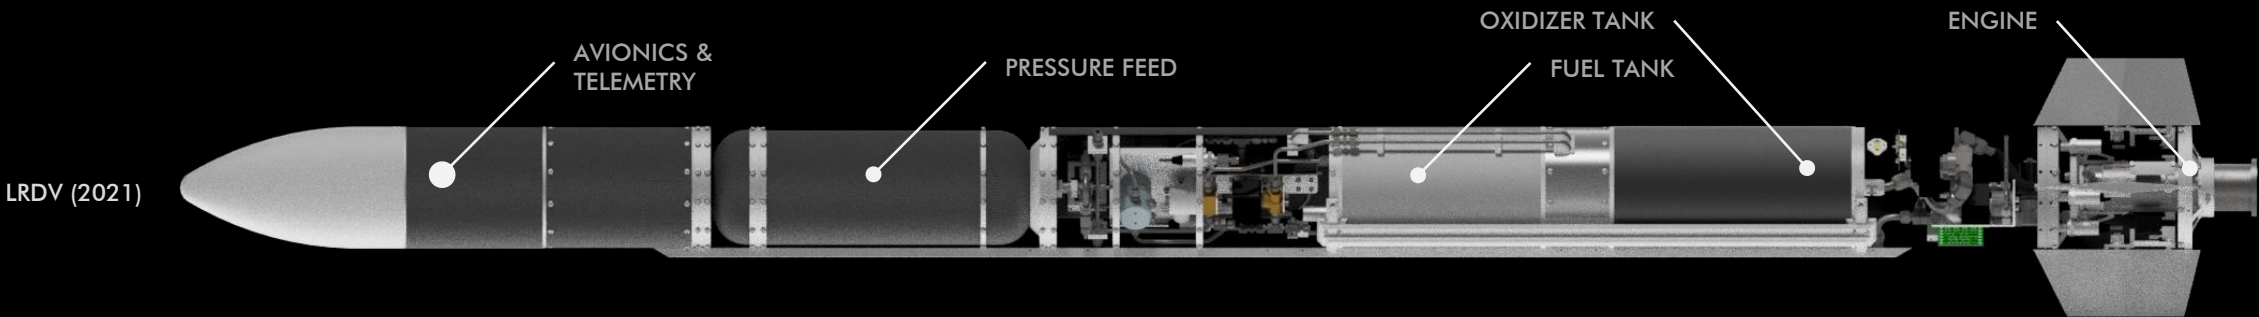 LRDV (2021)
AVIONICS &
TELEMETRY
PRESSURE FEED
OXIDIZER TANK
FUEL TANK
ENGINE